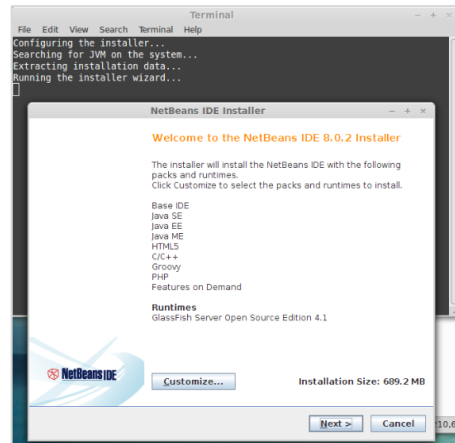 Terminal
File Edit View Search Terminal Help
Configuring the installer...
Searching for JVM on the system...
Extracting installation data...
Running the installer wizard...
NetBeans IDE Installer
Welcome to the NetBeans IDE 8.0.2 Installer
The installer will install the NetBeans IDE with the following
packs and runtimes.
Click Customize to select the packs and runtimes to install.
Base IDE
Java SE
Java EE
Java ME
HTML5
C/C++
Groovy
PHP
Features on Demand
Runtimes
GlassFish Server Open Source Edition 4.1
NetBeans IDE
Customize...
Installation Size: 689.2 MB
Next >
Cancel